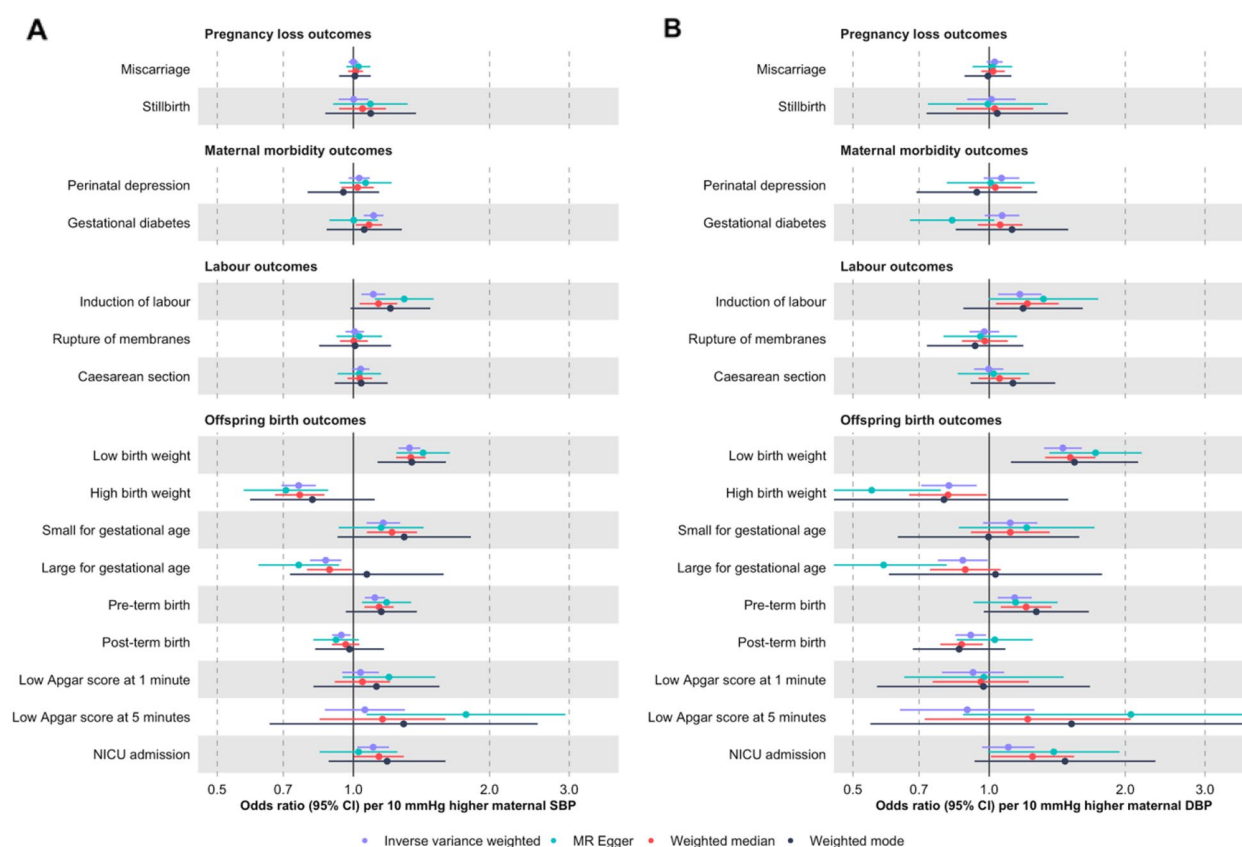 A
Pregnancy loss outcomes
Miscarriage
Stillbirth
Maternal morbidity outcomes
Perinatal depression
Gestational diabetes
Labour outcomes
Induction of labour
Rupture of membranes
Caesarean section
Offspring birth outcomes
Low birth weight
High birth weight
Small for gestational age
Large for gestational age
Pre-term birth
Post-term birth
Low Apgar score at 1 minute
Low Apgar score at 5 minutes
NICU admission
0.5 0.7 1.0 2.0 3.0
Odds ratio (95% CI) per 10 mmHg higher maternal SBP
B
Pregnancy loss outcomes
Miscarriage
Stillbirth
Maternal morbidity outcomes
Perinatal depression
Gestational diabetes
Labour outcomes
Induction of labour
Rupture of membranes
Caesarean section
Offspring birth outcomes
Low birth weight
High birth weight
Small for gestational age
Large for gestational age
Pre-term birth
Post-term birth
Low Apgar score at 1 minute
Low Apgar score at 5 minutes
NICU admission
0.5 0.7 1.0 2.0 3.0
Odds ratio (95% CI) per 10 mmHg higher maternal DBP
Inverse variance weighted MR Egger Weighted median Weighted mode